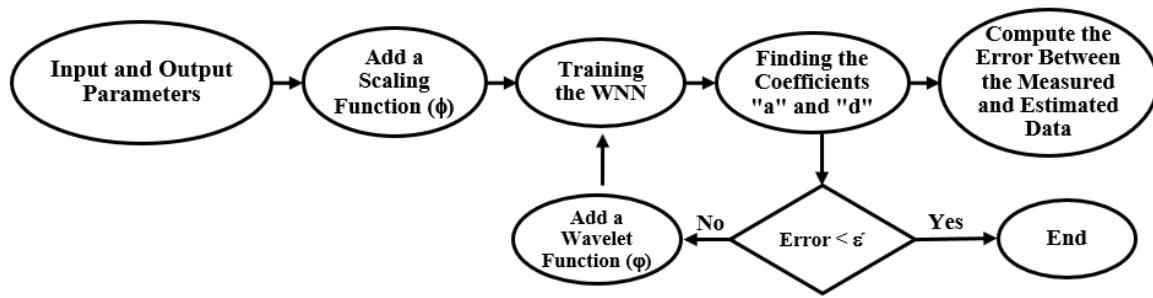 Input and Output
Parameters
Add a
Scaling
Function (ϕ)
Training
the WNN
Finding the
Coefficients
"a" and "d"
Compute the
Error Between
the Measured
and Estimated
Data
Add a
Wavelet
Function (φ)
No
Error < ε´
Yes
End